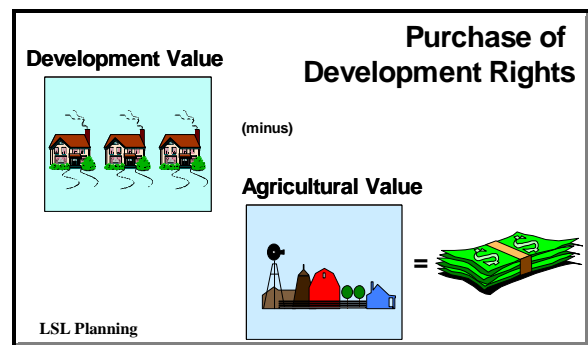 Purchase of
Development Rights
Development Value
(minus)
Agricultural Value
=
$ $
LSL Planning